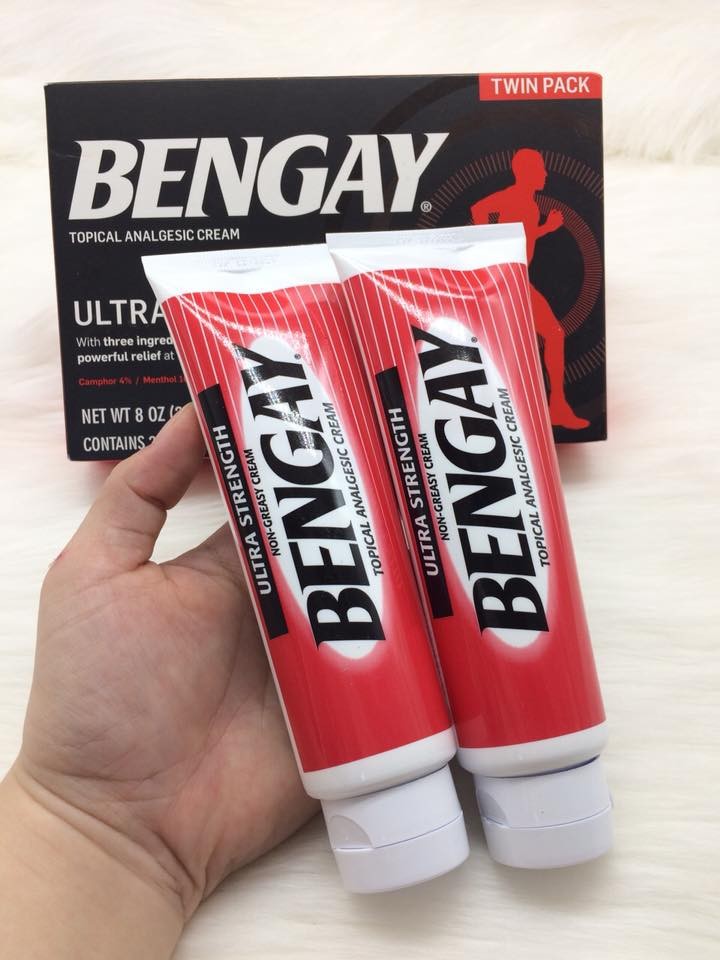 TWIN PACK
BENGAY®
TOPICAL ANALGESIC CREAM
ULTRA
With three
powerful relief at
Camphor 4% / Menthol
NET WT 8 OZ
CONTAINS 2
ULTRA STRENGTH
NON-GREASY CREAM
BENGAY®
TOPICAL ANALGESIC CREAM
ULTRA STRENGTH
NON-GREASY CREAM
BENGAY®
TOPICAL ANALGESIC CREAM